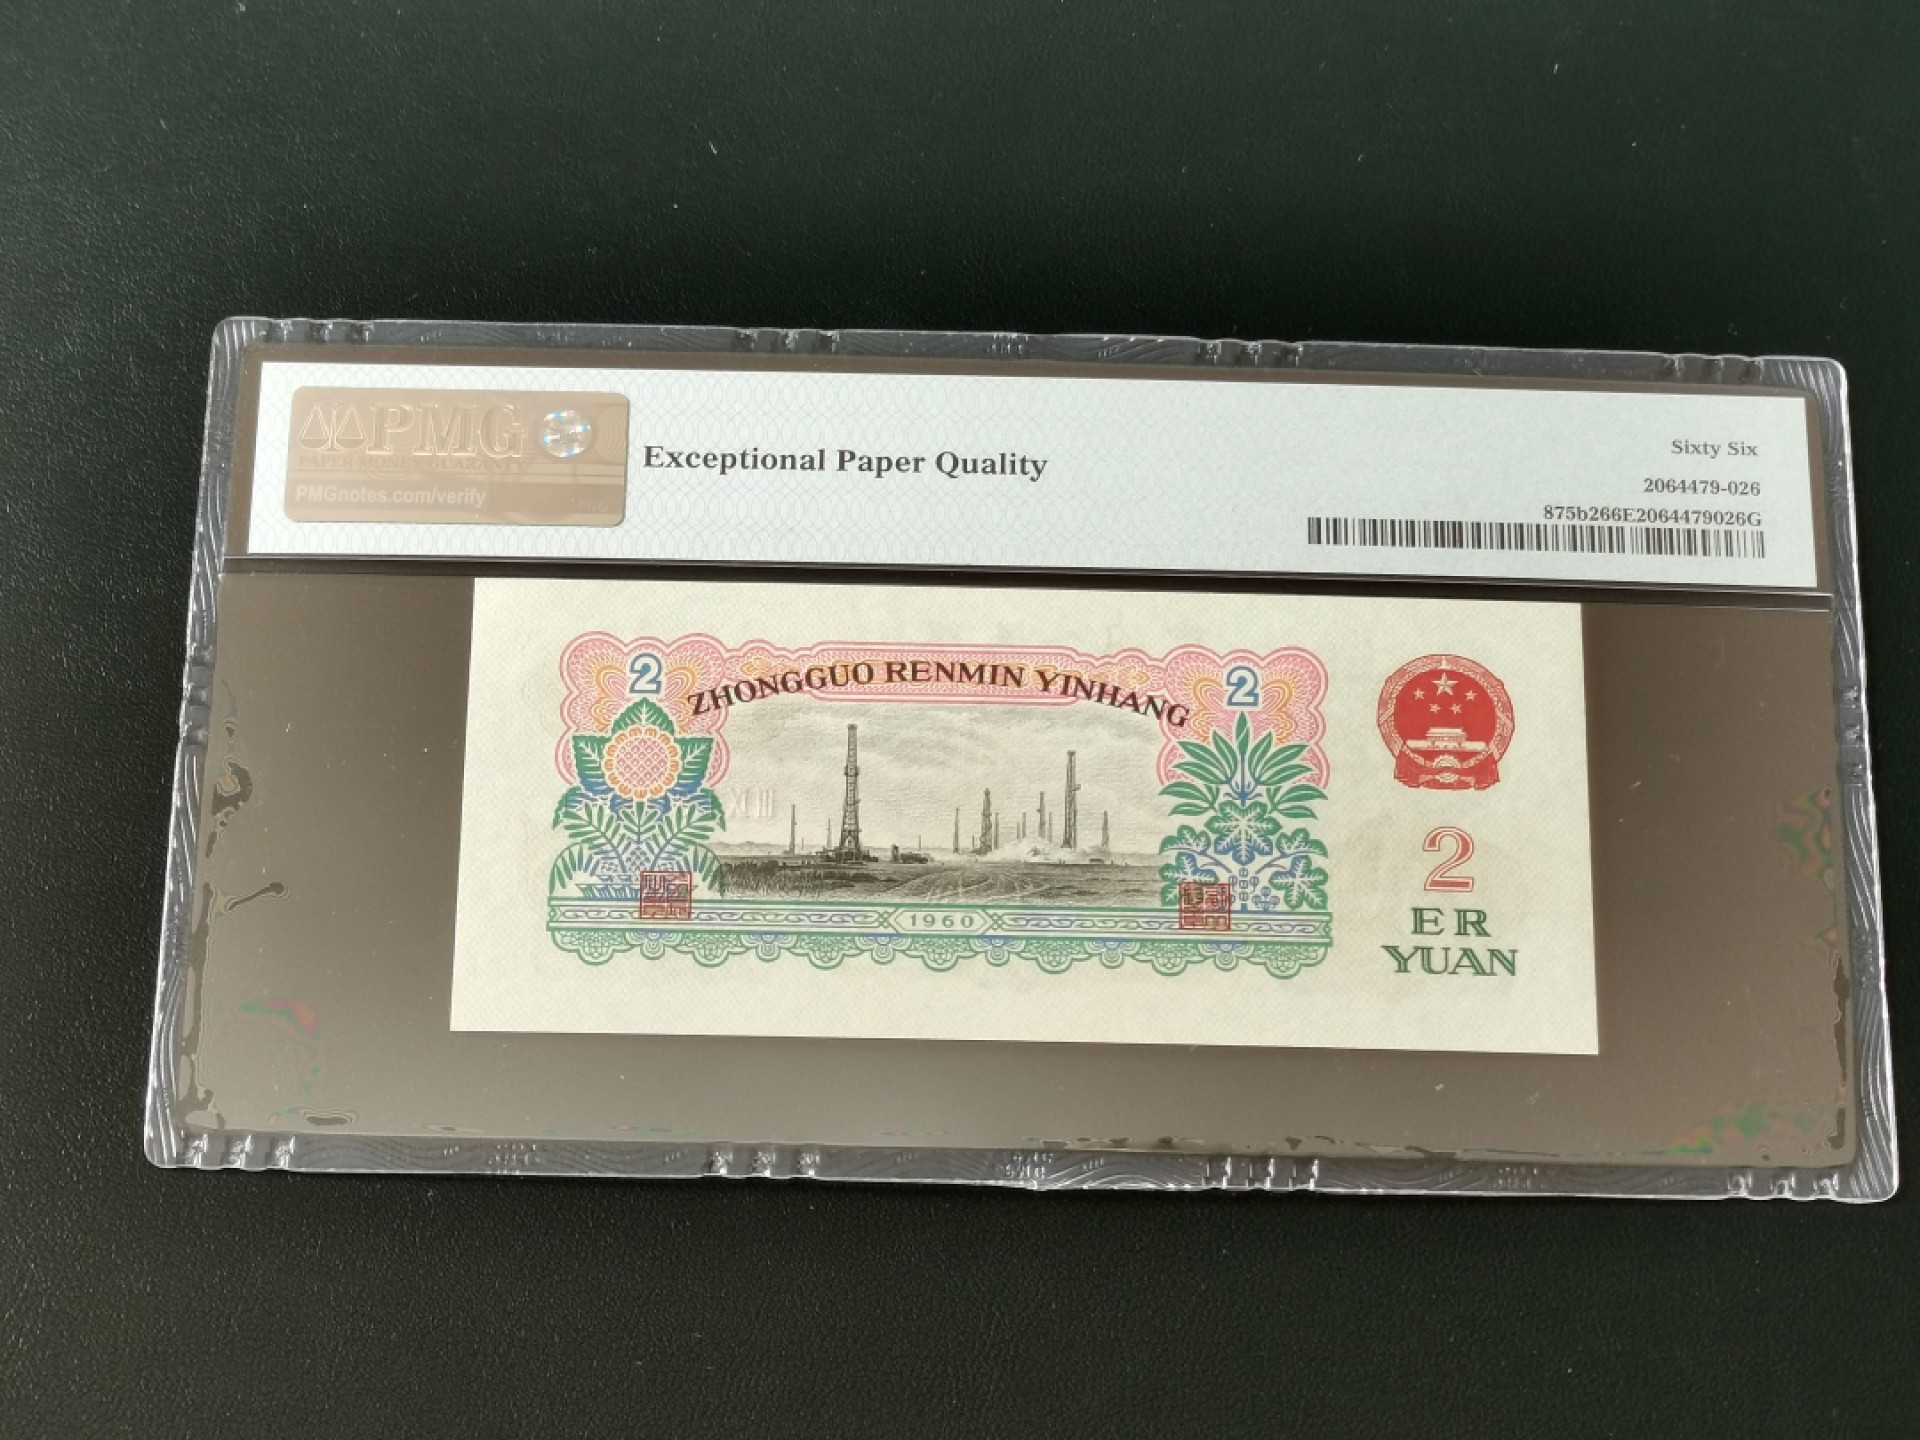 PMG
PAPER MONEY GUARANTY
PMGnotes.com/verify
Exceptional Paper Quality
Sixty Six
2064479-026
875b266E2064479026G
2
ZHONGGUO RENMIN YINHANG
2
1960
2
ER
YUAN